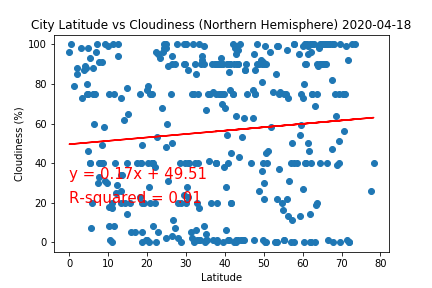 City Latitude vs Cloudiness (Northern Hemisphere) 2020-04-18
100
80
60
40
20
0
Cloudiness (%)
y = 0.17x + 49.51
R-squared = 0.01
0 10 20 30 40 50 60 70 80
Latitude